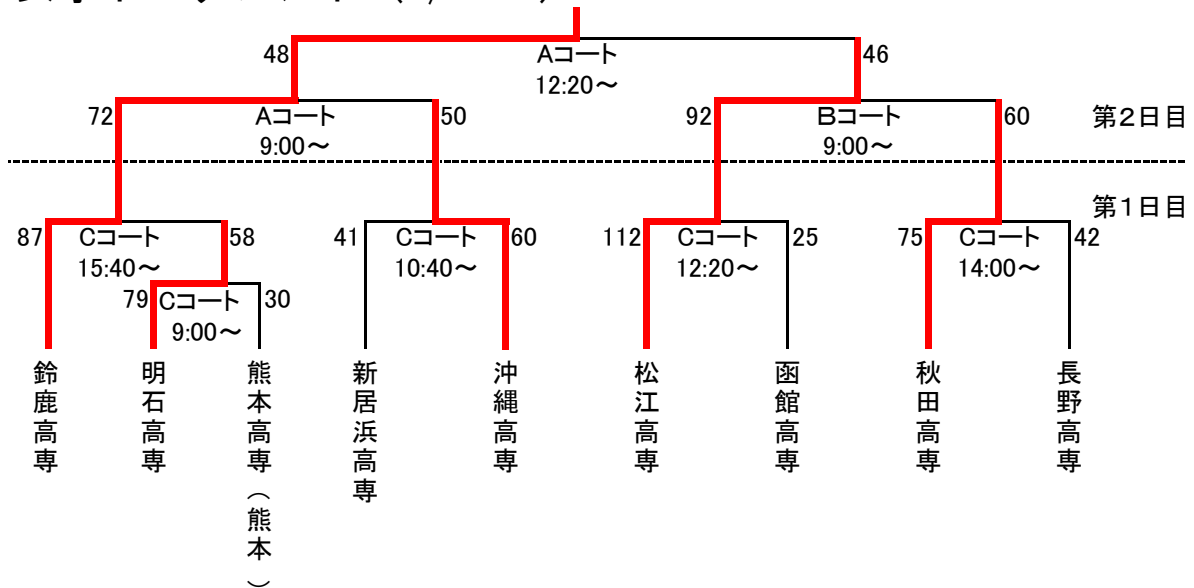 48
Aコート
12:20～
46
72
Aコート
9:00～
50
92
Bコート
9:00～
60
第2日目
第1日目
87
Cコート
15:40～
58
41
Cコート
10:40～
60
112
Cコート
12:20～
25
75
Cコート
14:00～
42
79
Cコート
9:00～
30
鈴鹿高専
明石高専
熊本高専（熊本）
新居浜高専
沖縄高専
松江高専
函館高専
秋田高専
長野高専